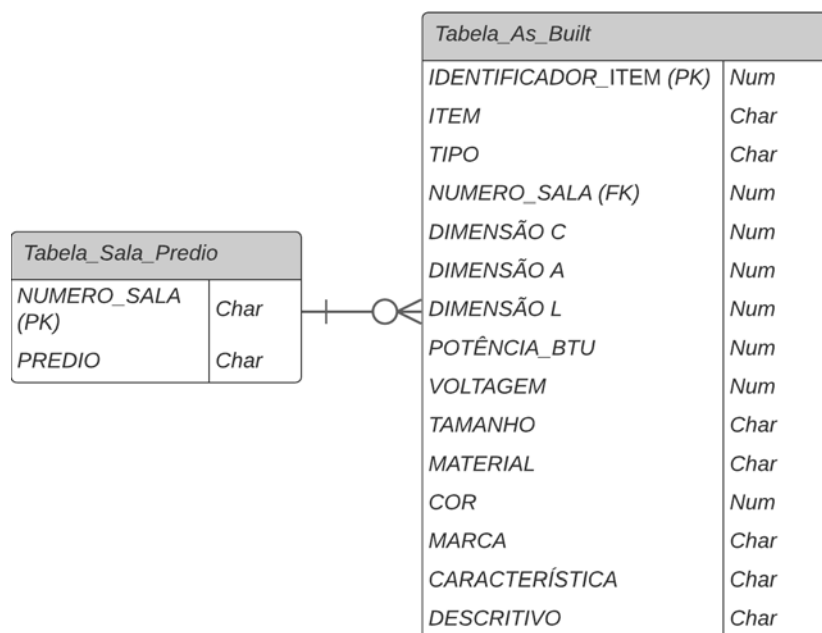 Tabela_Sala_Predio
NUMERO_SALA (PK) Char
PREDIO Char
Tabela_As_Built
IDENTIFICADOR_ITEM (PK) Num
ITEM Char
TIPO Char
NUMERO_SALA (FK) Num
DIMENSÃO C Num
DIMENSÃO A Num
DIMENSÃO L Num
POTÊNCIA_BTU Num
VOLTAGEM Num
TAMANHO Char
MATERIAL Char
COR Num
MARCA Char
CARACTERÍSTICA Char
DESCRITIVO Char